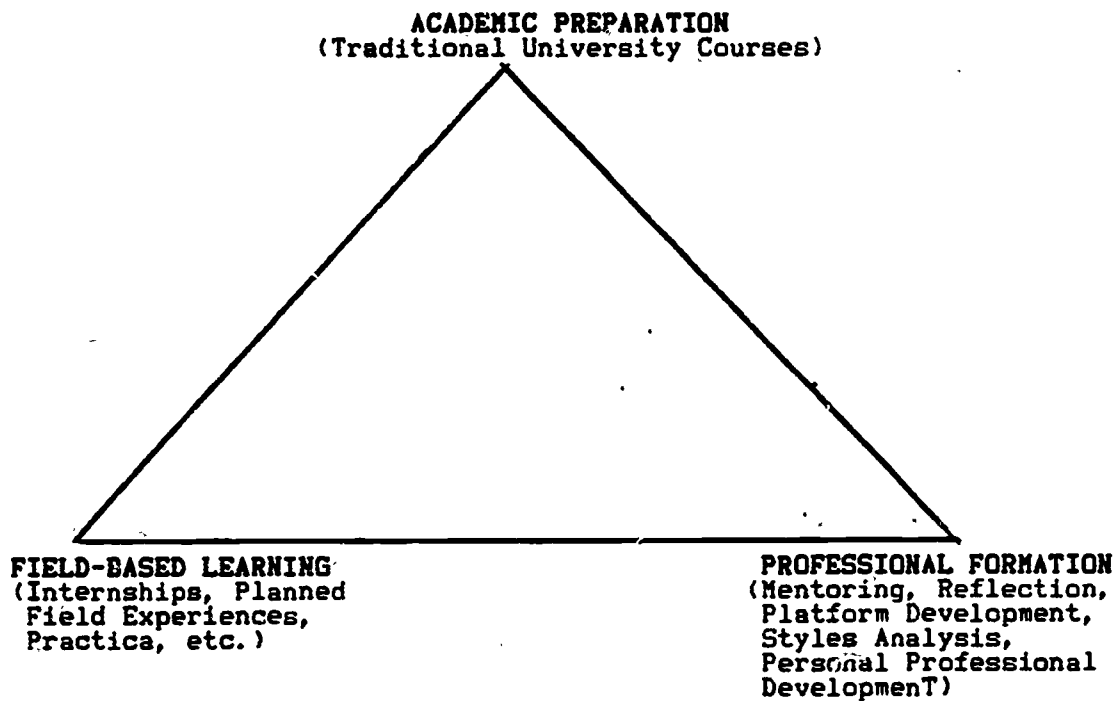 ACADEMIC PREPARATION
(Traditional University Courses)
FIELD-BASED LEARNING
(Internships, Planned
Field Experiences,
Practica, etc.)
PROFESSIONAL FORMATION
(Mentoring, Reflection,
Platform Development,
Styles Analysis,
Personal Professional
DevelopmenT)